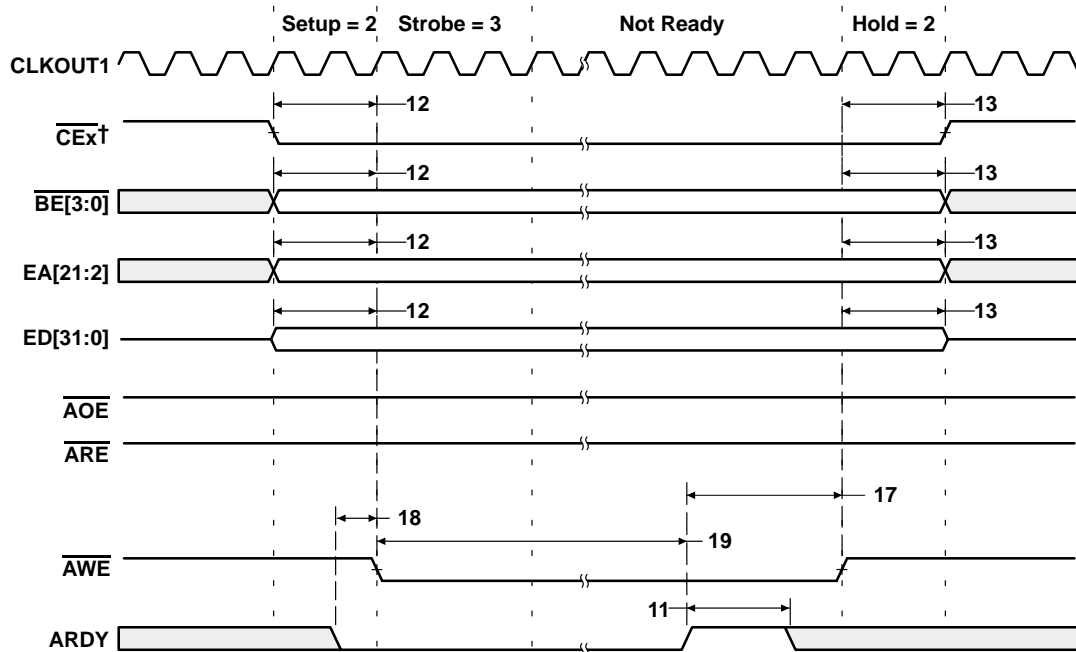 Setup = 2 Strobe = 3 Not Ready Hold = 2
CLKOUT1
12 13
CEx†
12 13
BE[3:0]
12 13
EA[21:2]
12 13
ED[31:0]
AOE
ARE
17
18
19
AWE
11
ARDY